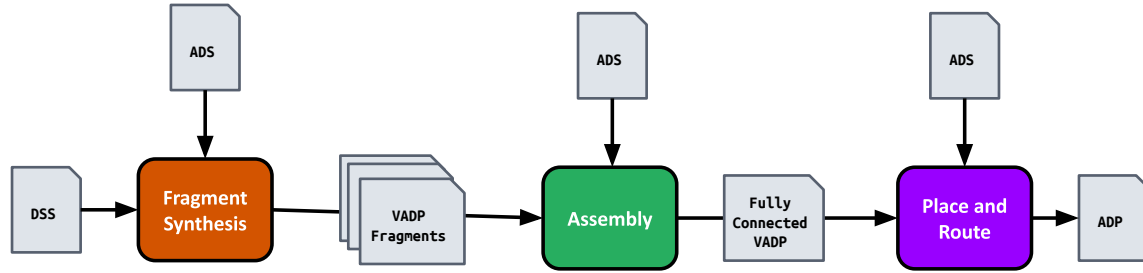 ADS
ADS
ADS
DSS
Fragment
Synthesis
VADP
Fragments
Assembly
Fully
Connected
VADP
Place and
Route
ADP